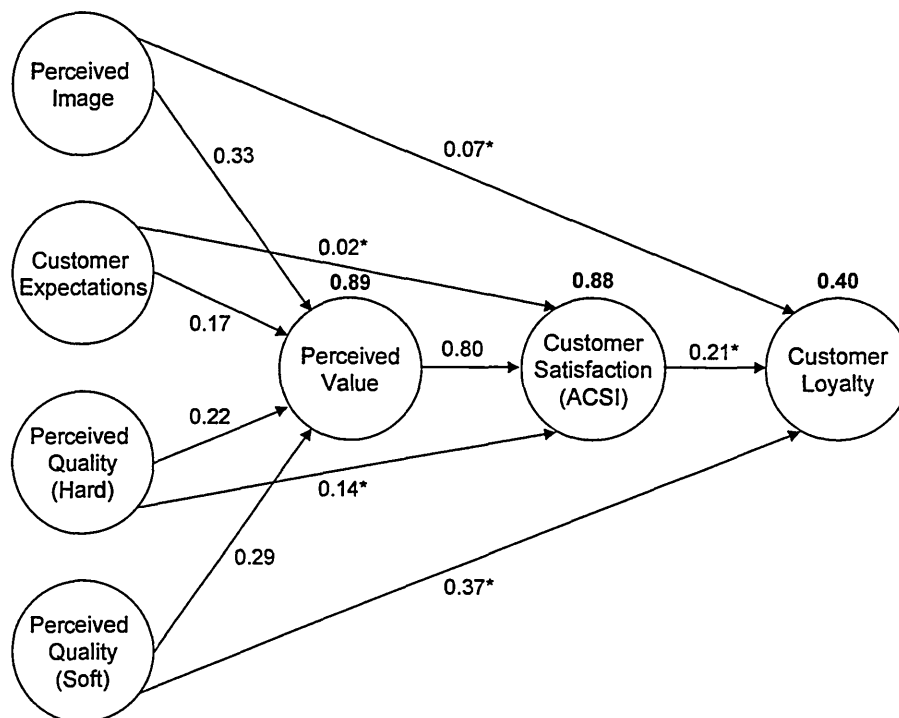 Perceived
Image
0.07*
0.33
Customer
Expectations
0.02*
0.89
0.88
0.40
0.17
Perceived
Value
0.80
Customer
Satisfaction
(ACSI)
0.21*
Customer
Loyalty
Perceived
Quality
(Hard)
0.22
0.14*
0.29
0.37*
Perceived
Quality
(Soft)